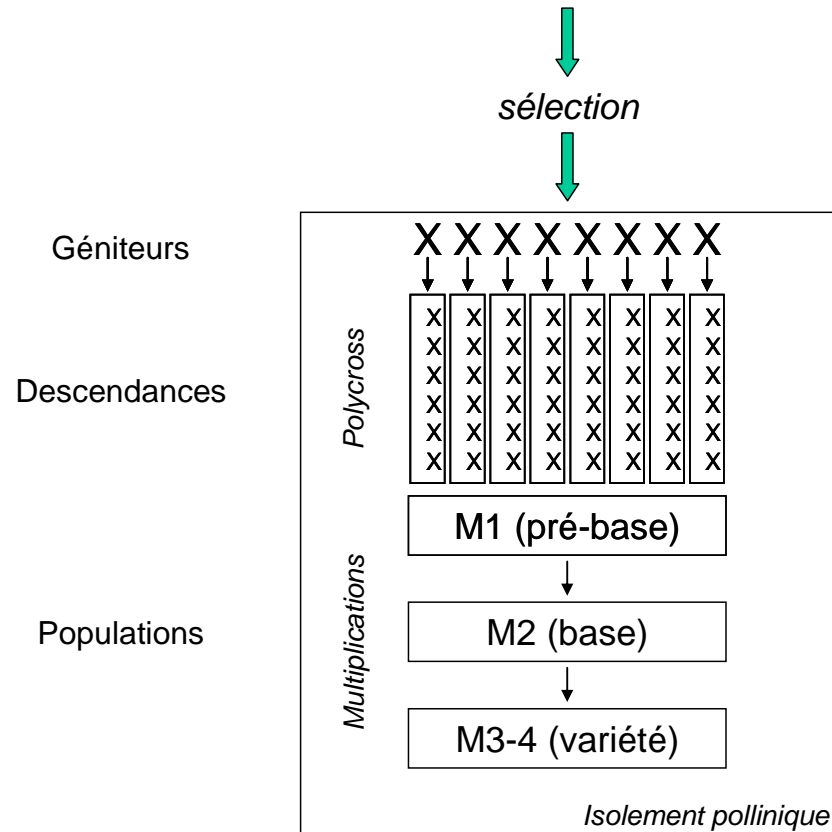 sélection
Géniteurs
X X X X X X X X
Descendances
Polycross
x x x x x x x x
x x x x x x x x
x x x x x x x x
x x x x x x x x
x x x x x x x x
x x x x x x x x
Populations
Multiplications
M1 (pré-base)
M2 (base)
M3-4 (variété)
Isolement pollinique